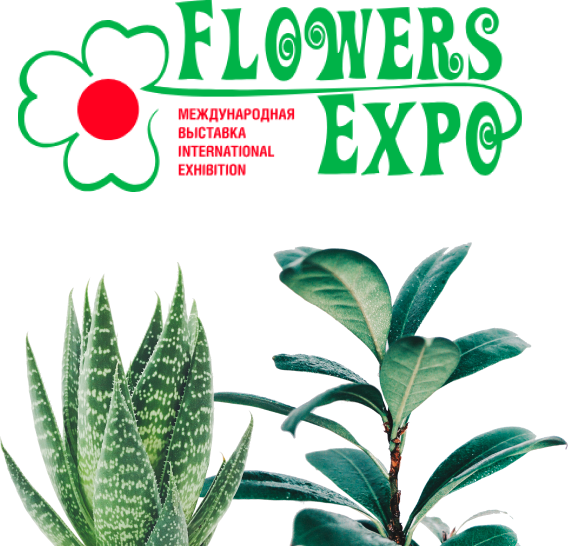 FLOWERS
EXPO
МЕЖДУНАРОДНАЯ
ВЫСТАВКА
INTERNATIONAL
EXHIBITION